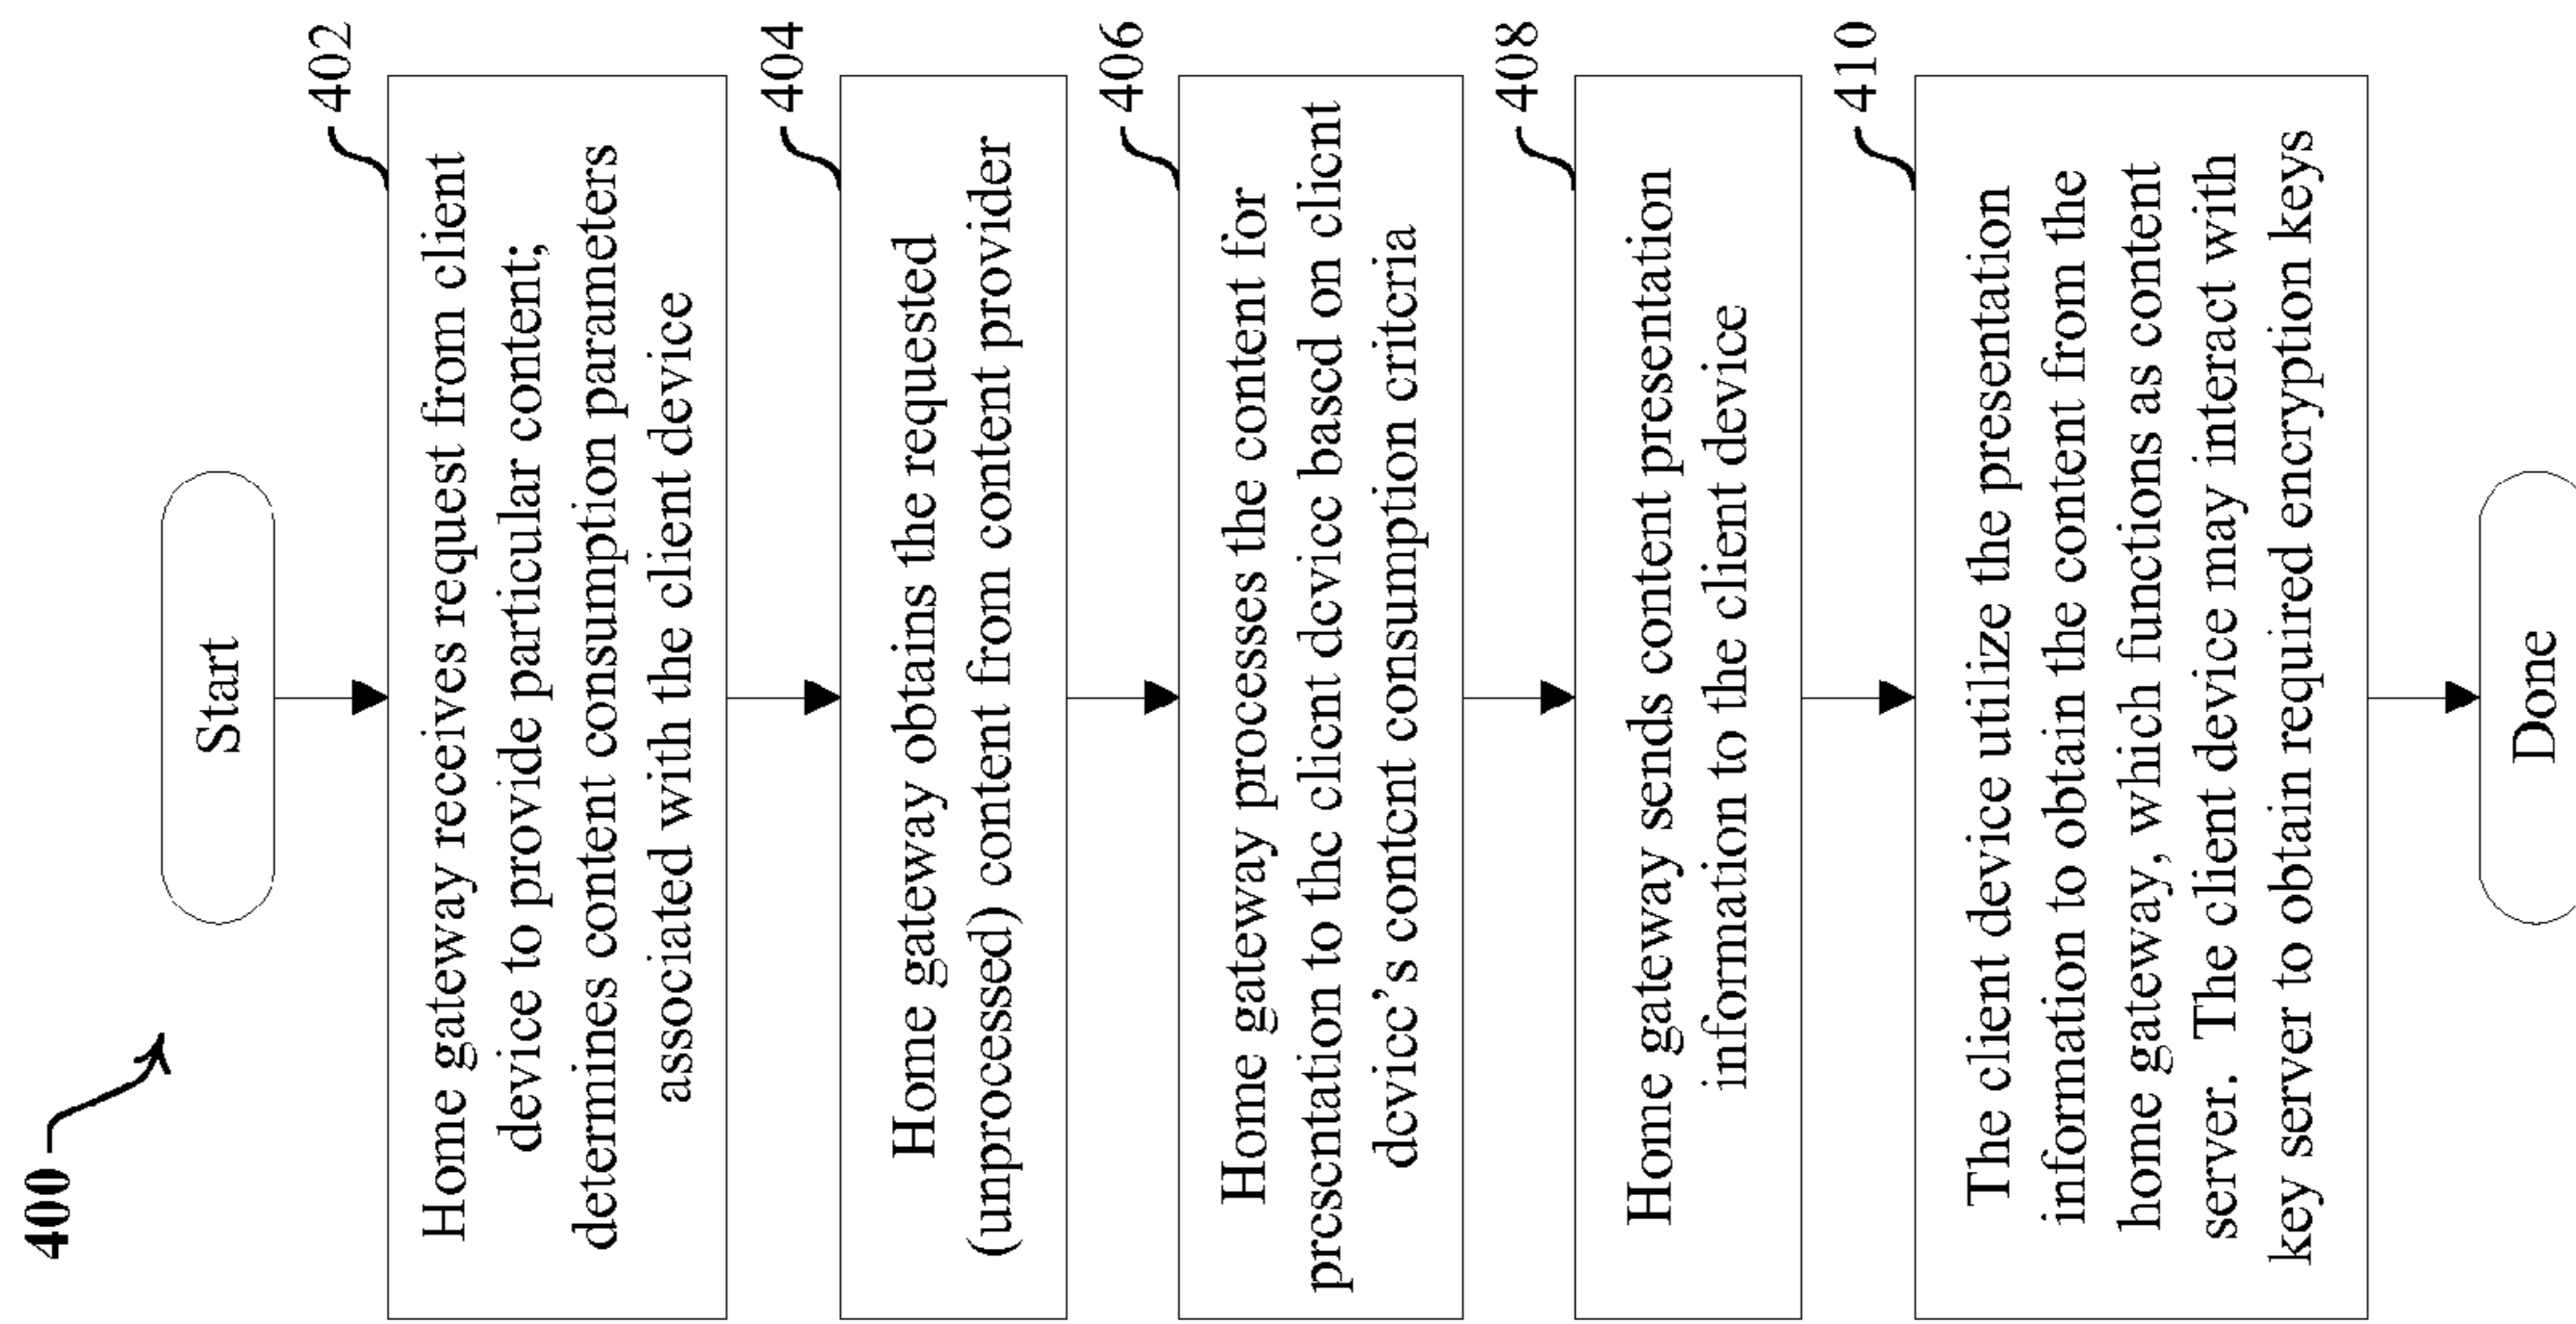 400
Start
402
Home gateway receives request from client
device to provide particular content;
determines content consumption parameters
associated with the client device
404
Home gateway obtains the requested
(unprocessed) content from content provider
406
Home gateway processes the content for
presentation to the client device based on client
device's content consumption criteria
408
Home gateway sends content presentation
information to the client device
410
The client device utilize the presentation
information to obtain the content from the
home gateway, which functions as content
server. The client device may interact with
key server to obtain required encryption keys
Done